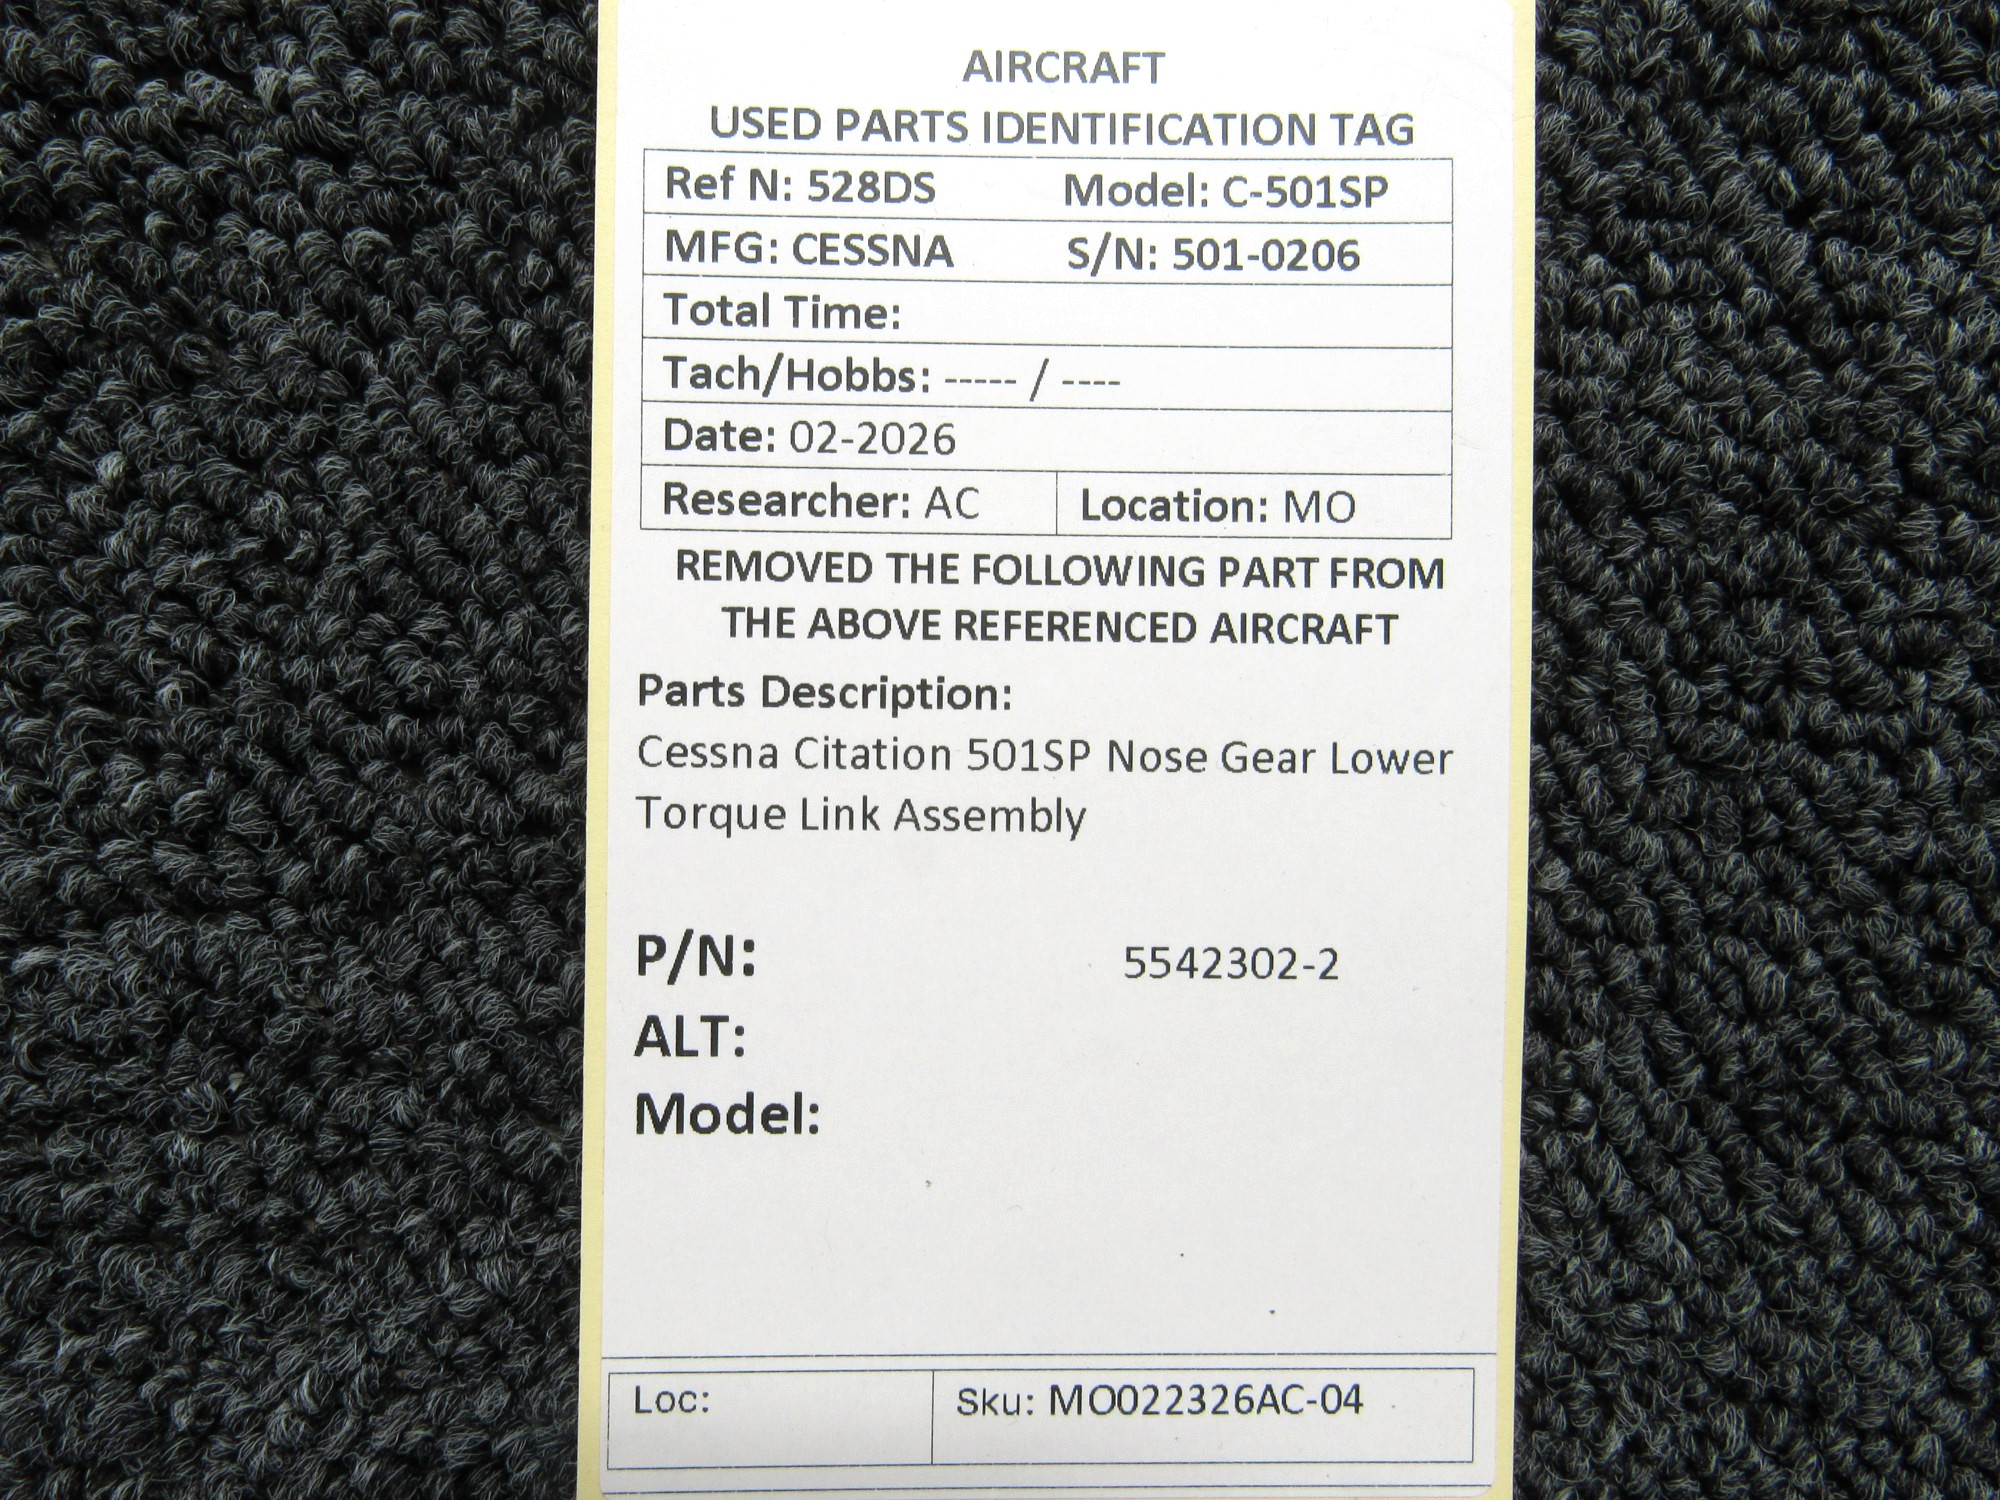 AIRCRAFT
USED PARTS IDENTIFICATION TAG
Ref N: 528DS Model: C-501SP
MFG: CESSNA S/N: 501-0206
Total Time:
Tach/Hobbs: ----- / ----
Date: 02-2026
Researcher: AC Location: MO
REMOVED THE FOLLOWING PART FROM
THE ABOVE REFERENCED AIRCRAFT
Parts Description:
Cessna Citation 501SP Nose Gear Lower
Torque Link Assembly
P/N: 5542302-2
ALT:
Model:
Loc: Sku: MO022326AC-04